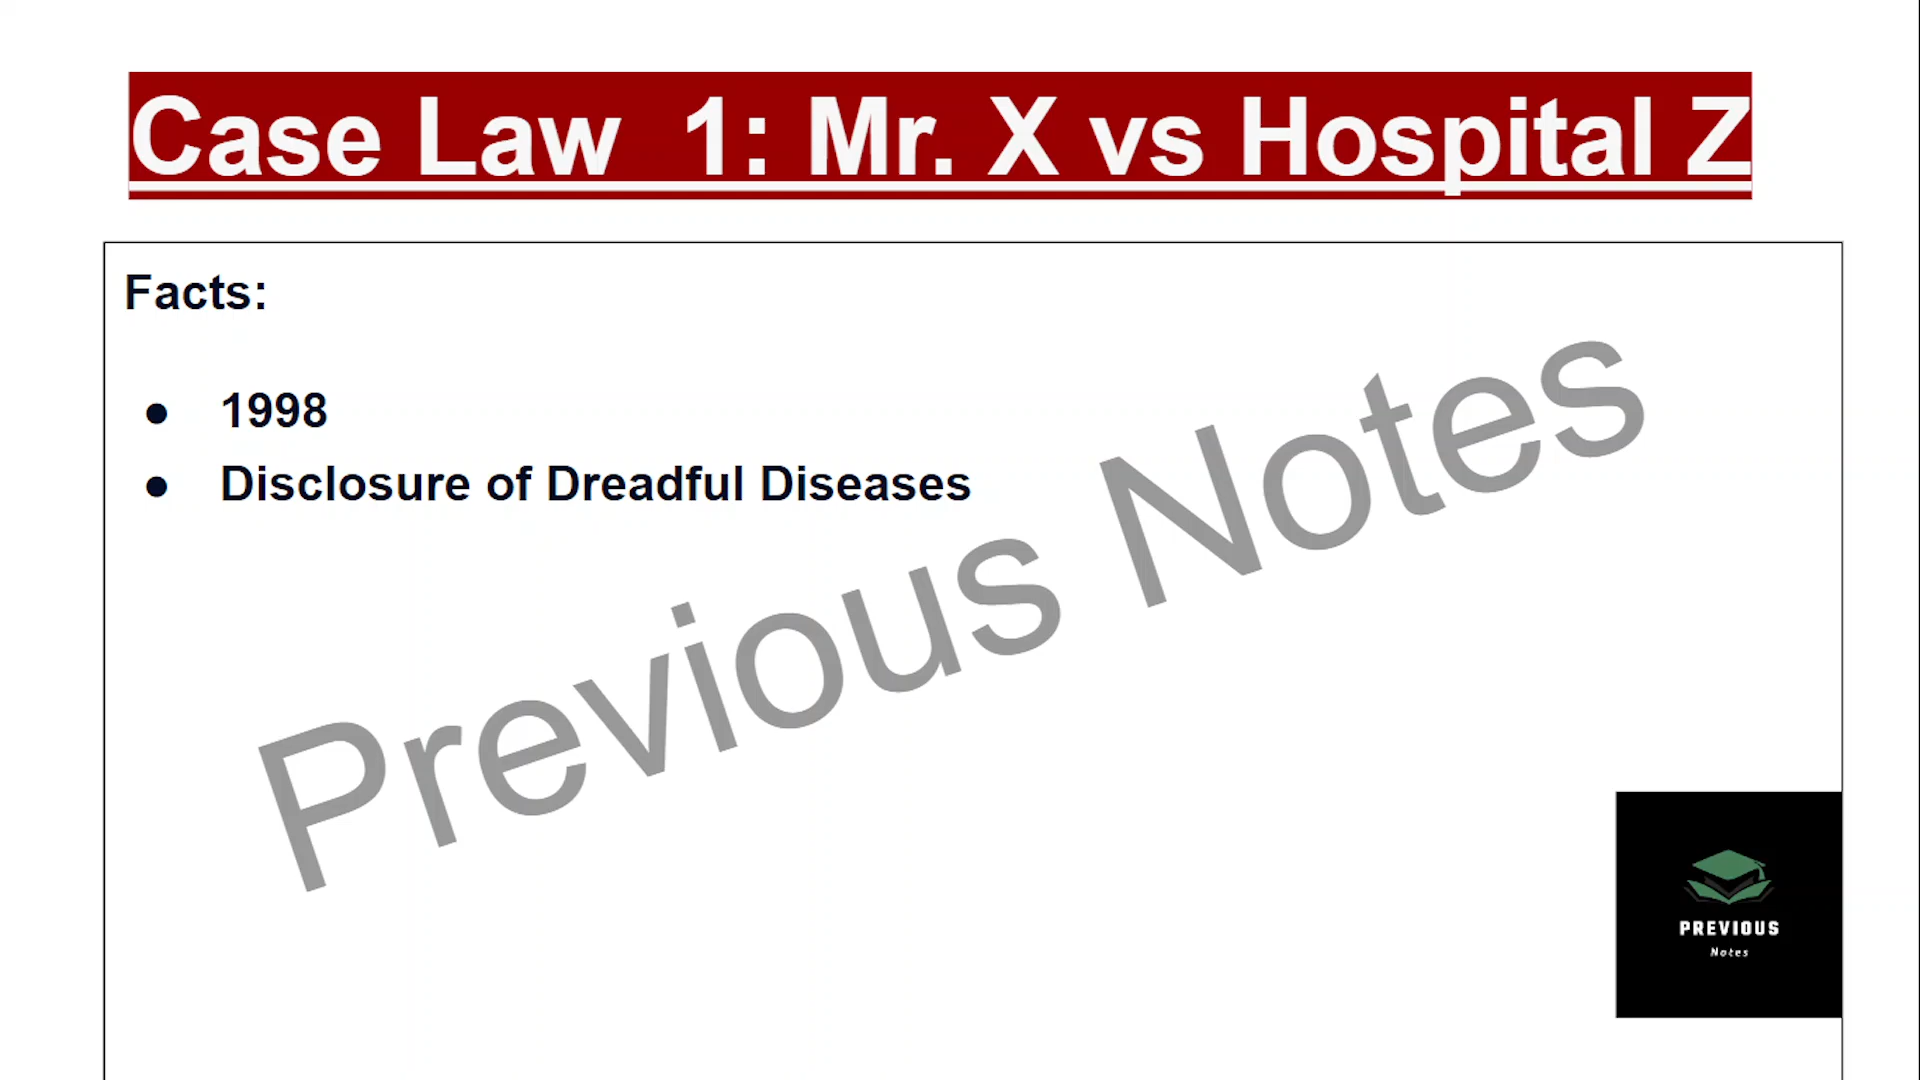 Case Law 1: Mr. X vs Hospital Z
Facts:
● 1998
● Disclosure of Dreadful Diseases
Previous Notes
PREVIOUS
Notes